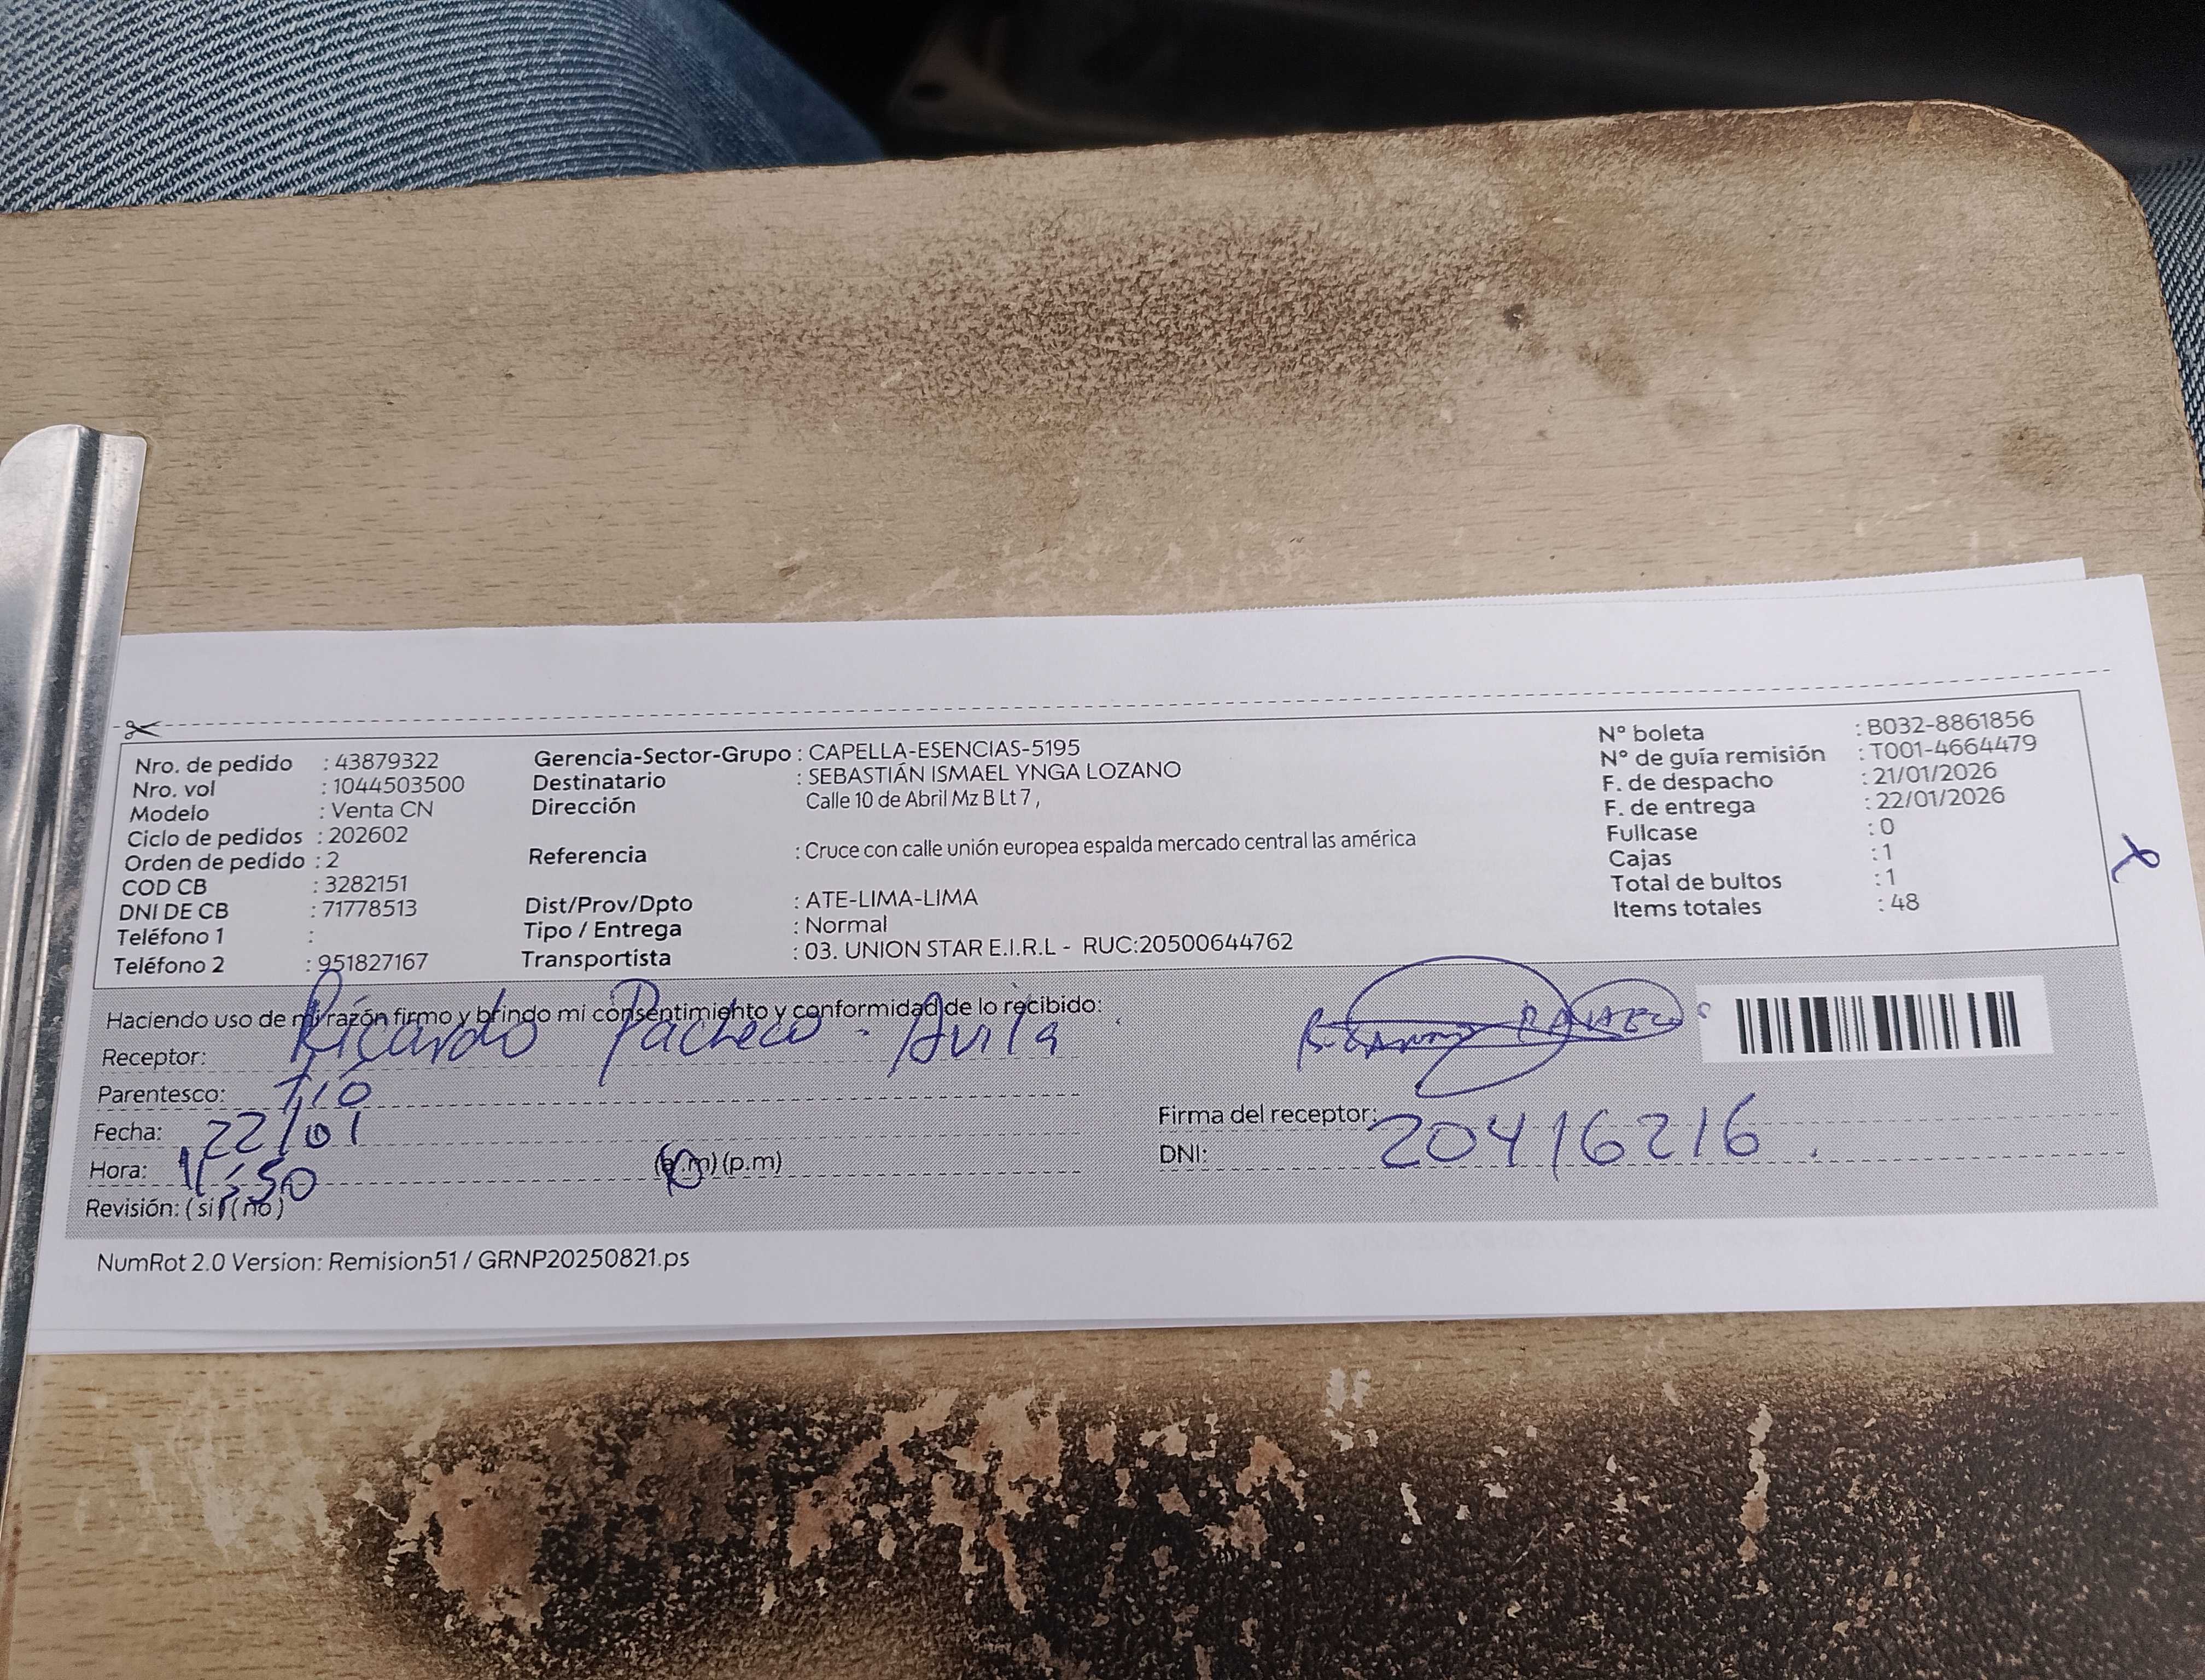 Nro. de pedido : 43879322
Nro. vol : 1044503500
Modelo : Venta CN
Ciclo de pedidos : 202602
Orden de pedido : 2
COD CB : 3282151
DNI DE CB : 71778513
Teléfono 1 :
Teléfono 2 : 951827167
Gerencia-Sector-Grupo : CAPELLA-ESENCIAS-5195
Destinatario : SEBASTIÁN ISMAEL YNGA LOZANO
Dirección Calle 10 de Abril Mz B Lt 7 ,
Referencia : Cruce con calle unión europea espalda mercado central las américa
Dist/Prov/Dpto : ATE-LIMA-LIMA
Tipo / Entrega : Normal
Transportista : 03. UNION STAR E.I.R.L - RUC:20500644762
N° boleta : B032-8861856
N° de guía remisión : T001-4664479
F. de despacho : 21/01/2026
F. de entrega : 22/01/2026
Fullcase : 0
Cajas : 1
Total de bultos : 1
Items totales : 48
Haciendo uso de mi razón firmo y brindo mi consentimiento y conformidad de lo recibido:
Receptor: Ricardo Pacheco - Avila
Parentesco: Tío
Fecha: 22/01
Hora: 11:50 (a.m) (p.m)
Revisión: (si) (no)
Firma del receptor:
DNI: 20416216.
NumRot 2.0 Version: Remision51 / GRNP20250821.ps